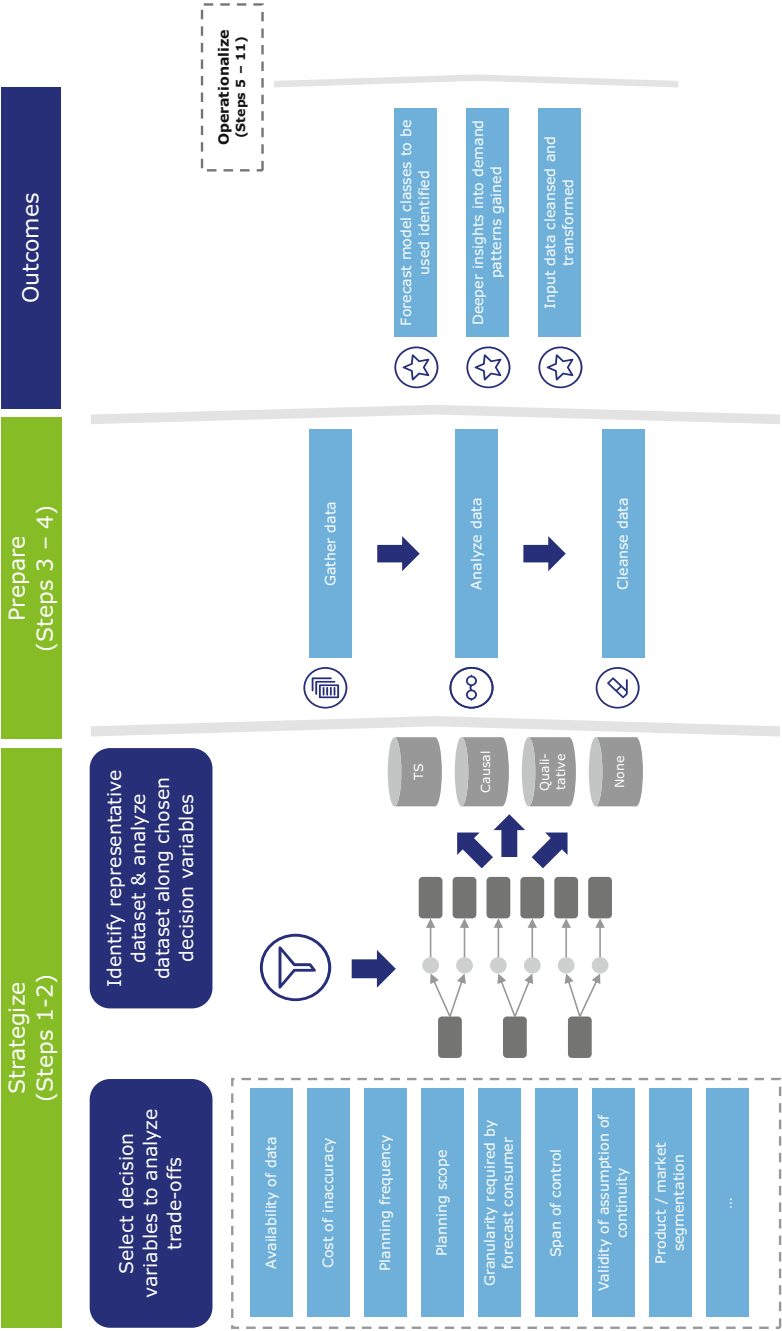 Strategize
(Steps 1-2)
Prepare
(Steps 3 – 4)
Outcomes
Select decision
variables to analyze
trade-offs
Availability of data
Cost of inaccuracy
Planning frequency
Planning scope
Granularity required by
forecast consumer
Span of control
Validity of assumption of
continuity
Product / market
segmentation
...
Identify representative
dataset & analyze
dataset along chosen
decision variables
TS
Causal
Quali-
tative
None
Gather data
Analyze data
Cleanse data
Forecast model classes to be
used identified
Deeper insights into demand
patterns gained
Input data cleansed and
transformed
Operationalize
(Steps 5 – 11)